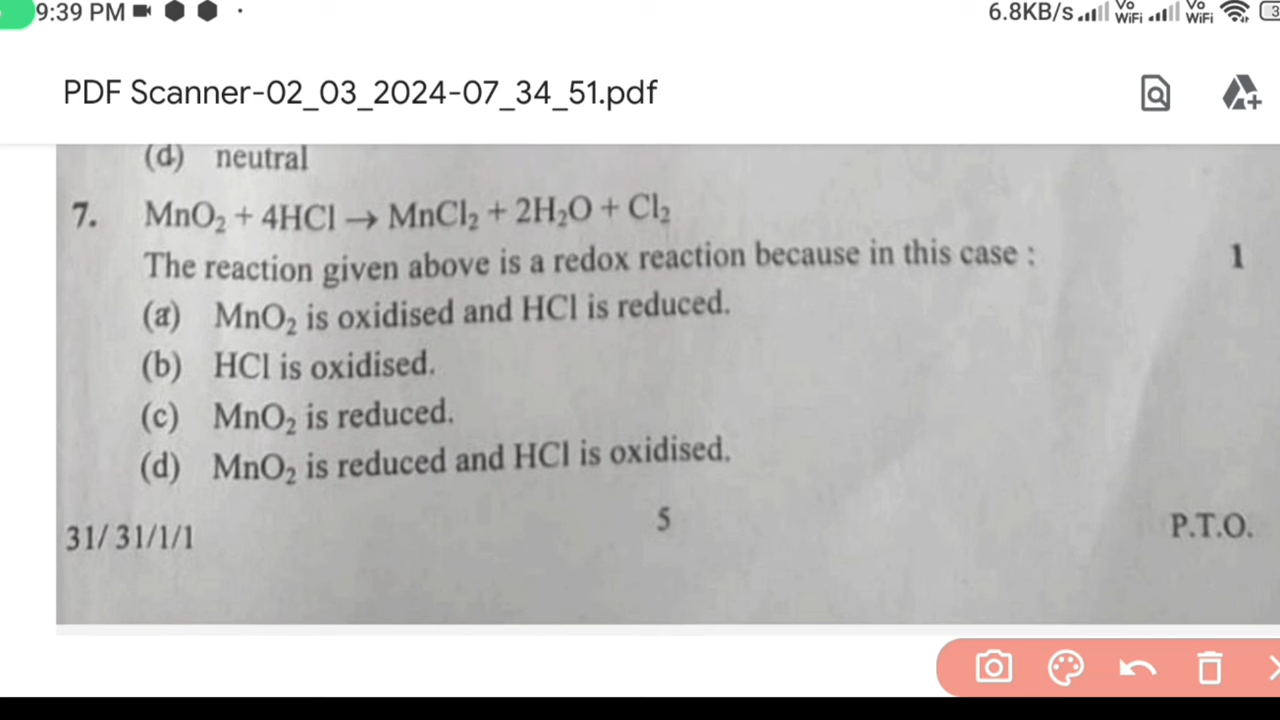 9:39 PM
6.8KB/s Vo WiFi Vo WiFi 3
PDF Scanner-02_03_2024-07_34_51.pdf
(d) neutral
7. MnO₂ + 4HCl → MnCl₂ + 2H₂O + Cl₂
The reaction given above is a redox reaction because in this case : 1
(a) MnO₂ is oxidised and HCl is reduced.
(b) HCl is oxidised.
(c) MnO₂ is reduced.
(d) MnO₂ is reduced and HCl is oxidised.
31/ 31/1/1 5 P.T.O.